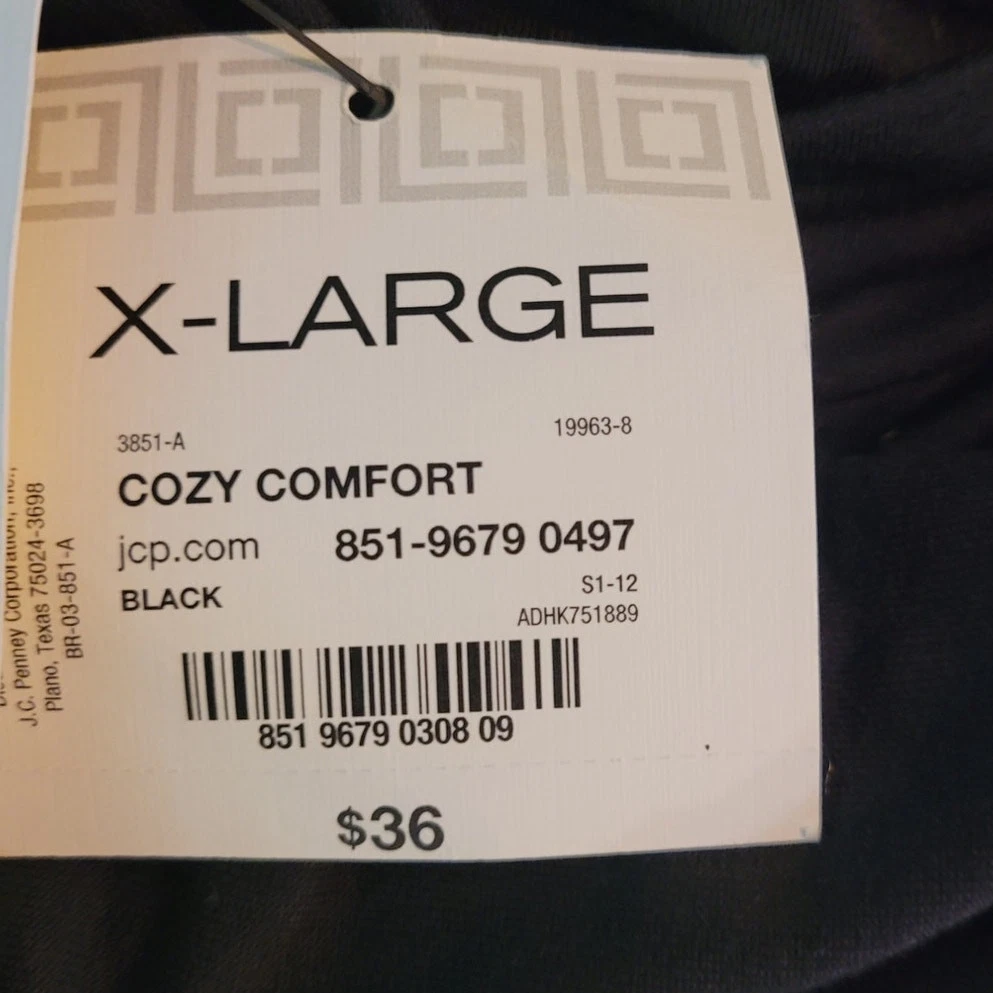 X-LARGE
3851-A 19963-8
COZY COMFORT
jcp.com 851-9679 0497
BLACK S1-12
ADHK751889
851 9679 0308 09
$36
J.C. Penney Corporation, Inc.,
Plano, Texas 75024-3698
BR-03-851-A